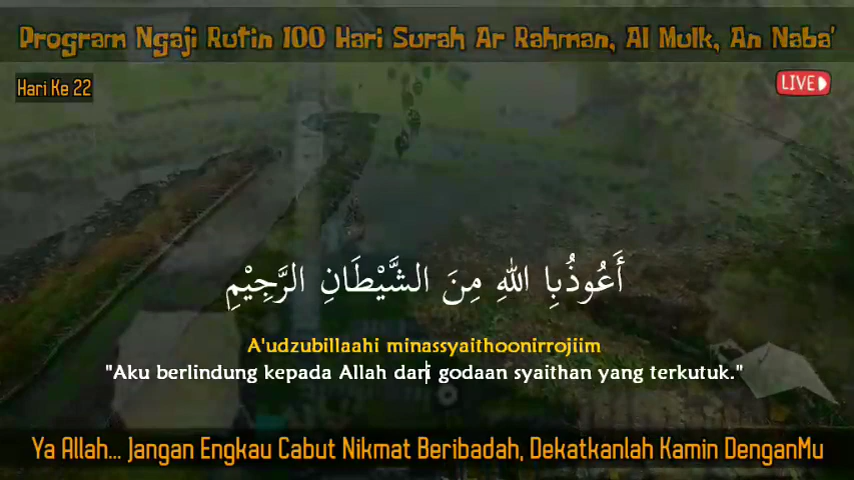 Program Ngaji Rutin 100 Hari Surah Ar Rahman, Al Mulk, An Naba'
Hari Ke 22
LIVE
أَعُوذُبِا اللهِ مِنَ الشَّيْطَانِ الرَّجِيْمِ
A'udzubillaahi minassyaithoonirrojiim
"Aku berlindung kepada Allah dari godaan syaithan yang terkutuk."
Ya Allah... Jangan Engkau Cabut Nikmat Beribadah, Dekatkanlah Kamin DenganMu